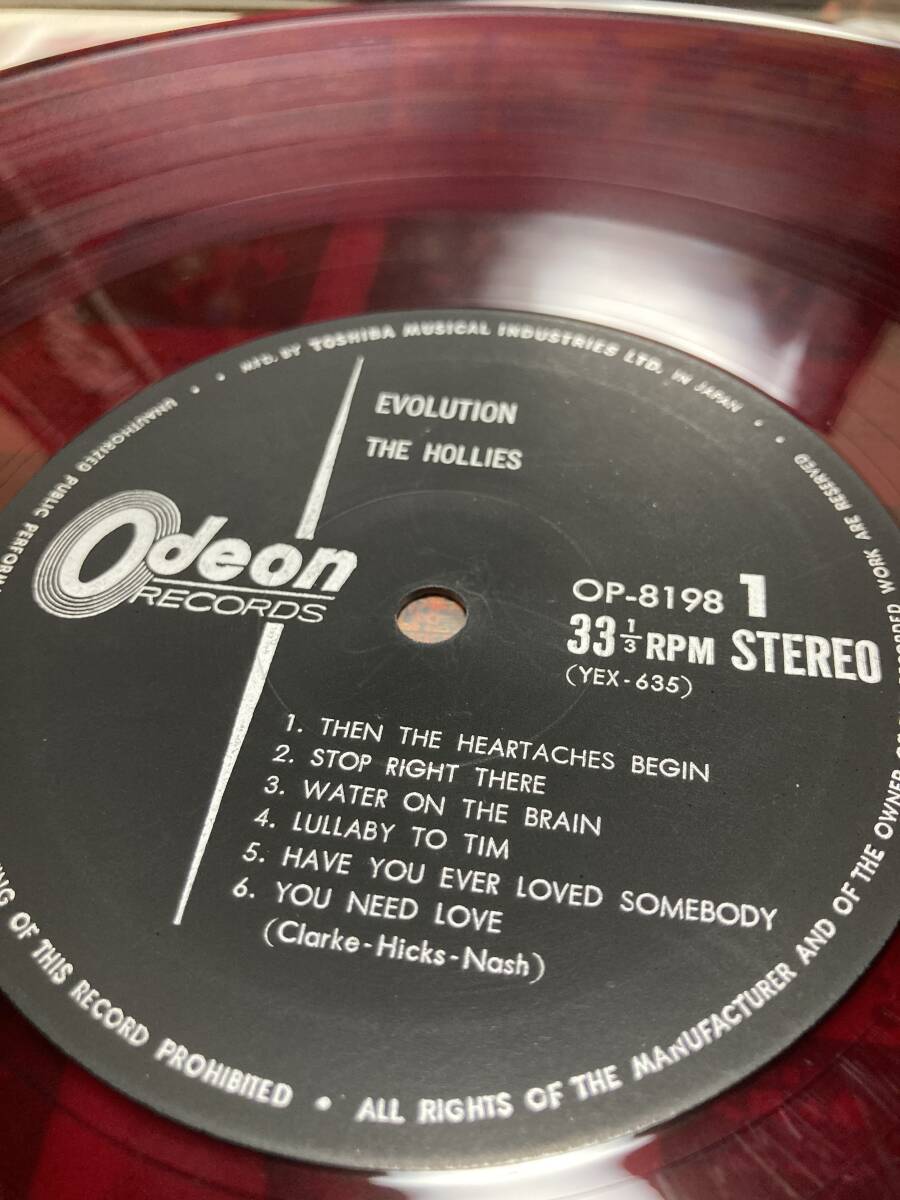 MFG. BY TOSHIBA MUSICAL INDUSTRIES LTD. IN JAPAN
EVOLUTION
THE HOLLIES
Odeon
RECORDS
OP-8198 1
33 1/3 RPM STEREO
(YEX-635)
1. THEN THE HEARTACHES BEGIN
2. STOP RIGHT THERE
3. WATER ON THE BRAIN
4. LULLABY TO TIM
5. HAVE YOU EVER LOVED SOMEBODY
6. YOU NEED LOVE
(Clarke-Hicks-Nash)
UNAUTHORIZED PUBLIC
OF THIS RECORD PROHIBITED • ALL RIGHTS OF THE MANUFACTURER AND OF THE OWNER
WORK ARE RESERVED